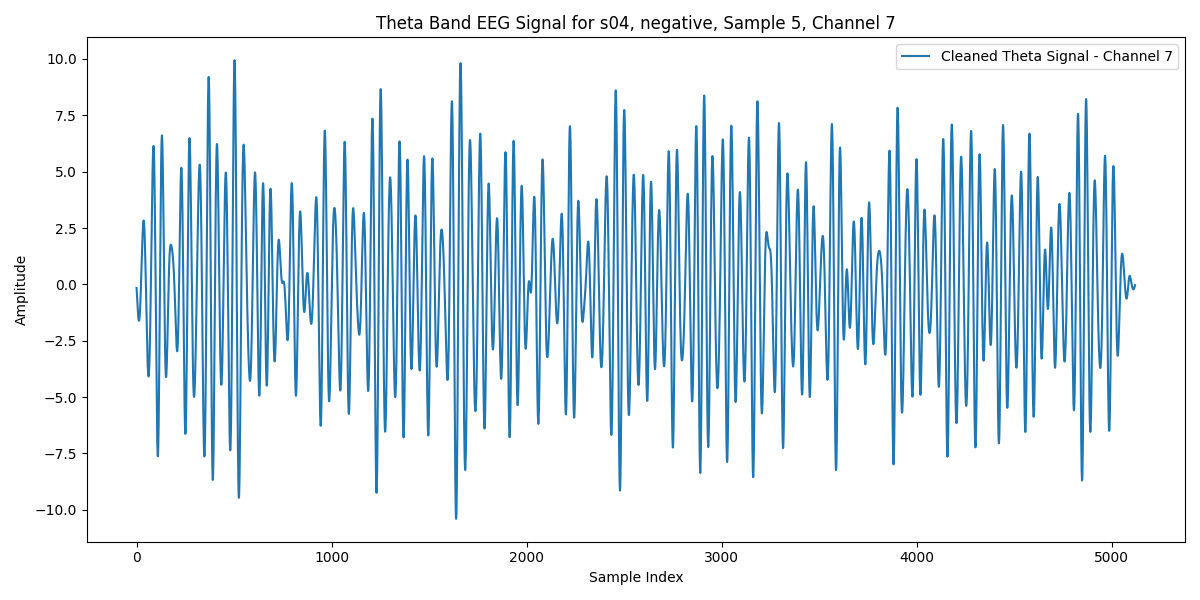 Theta Band EEG Signal for s04, negative, Sample 5, Channel 7
Cleaned Theta Signal - Channel 7
10.0
7.5
5.0
2.5
0.0
−2.5
−5.0
−7.5
−10.0
Amplitude
0 1000 2000 3000 4000 5000
Sample Index